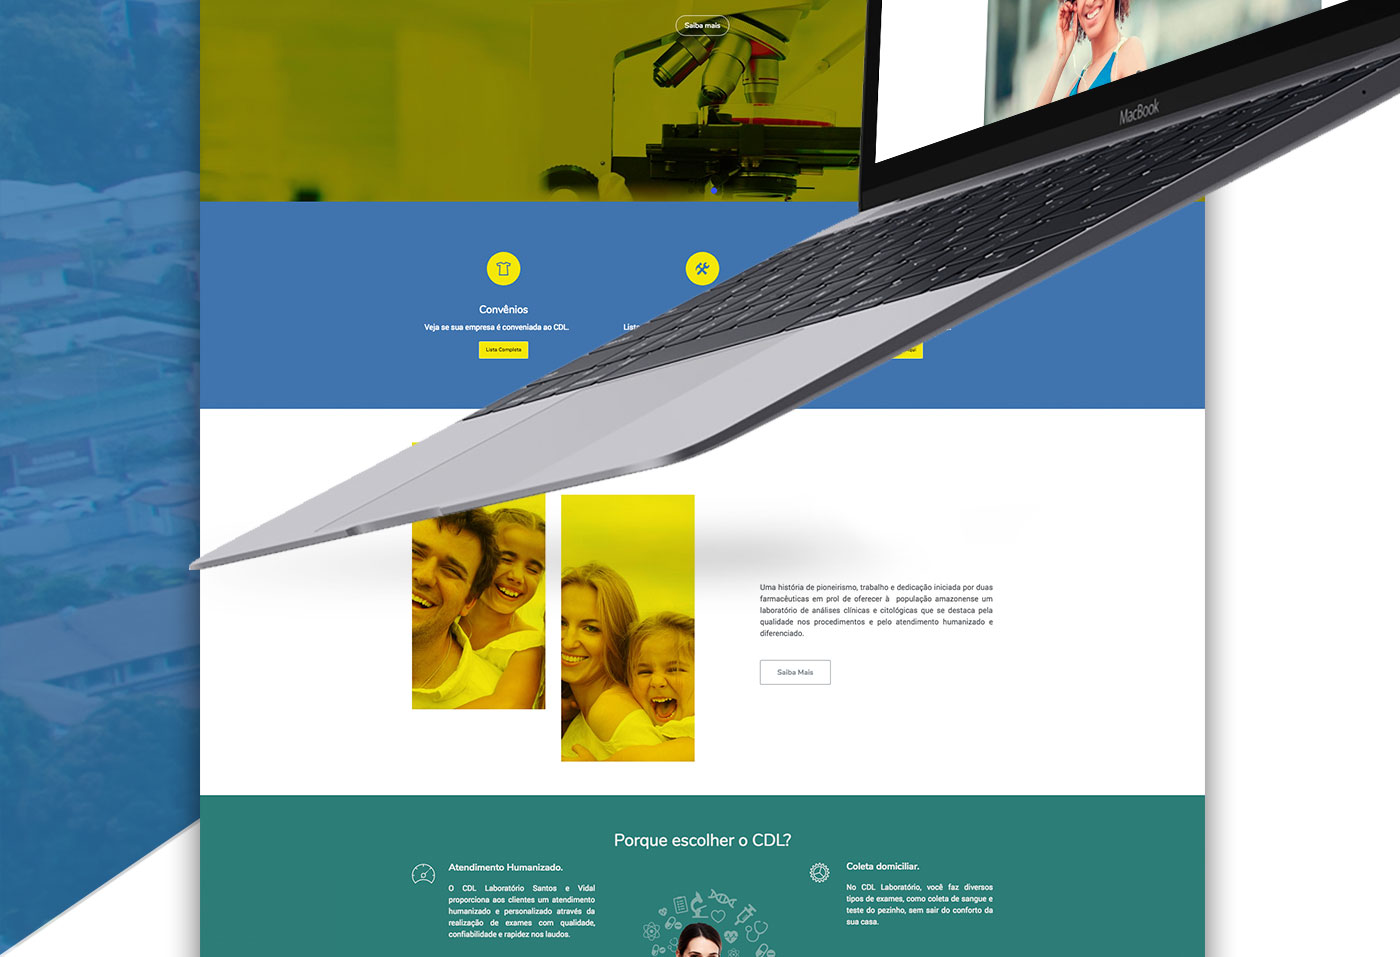 Saiba mais
MacBook
Convênios
Veja se sua empresa é conveniada ao CDL.
Lista Completa
Uma história de pioneirismo, trabalho e dedicação iniciada por duas
farmacêuticas em prol de oferecer à população amazonense um
laboratório de análises clínicas e citológicas que se destaca pela
qualidade nos procedimentos e pelo atendimento humanizado e
diferenciado.
Saiba Mais
Porque escolher o CDL?
Atendimento Humanizado.
O CDL Laboratório Santos e Vidal
proporciona aos clientes um atendimento
humanizado e personalizado através da
realização de exames com qualidade,
confiabilidade e rapidez nos laudos.
Coleta domiciliar.
No CDL Laboratório, você faz diversos
tipos de exames, como coleta de sangue e
teste do pezinho, sem sair do conforto da
sua casa.